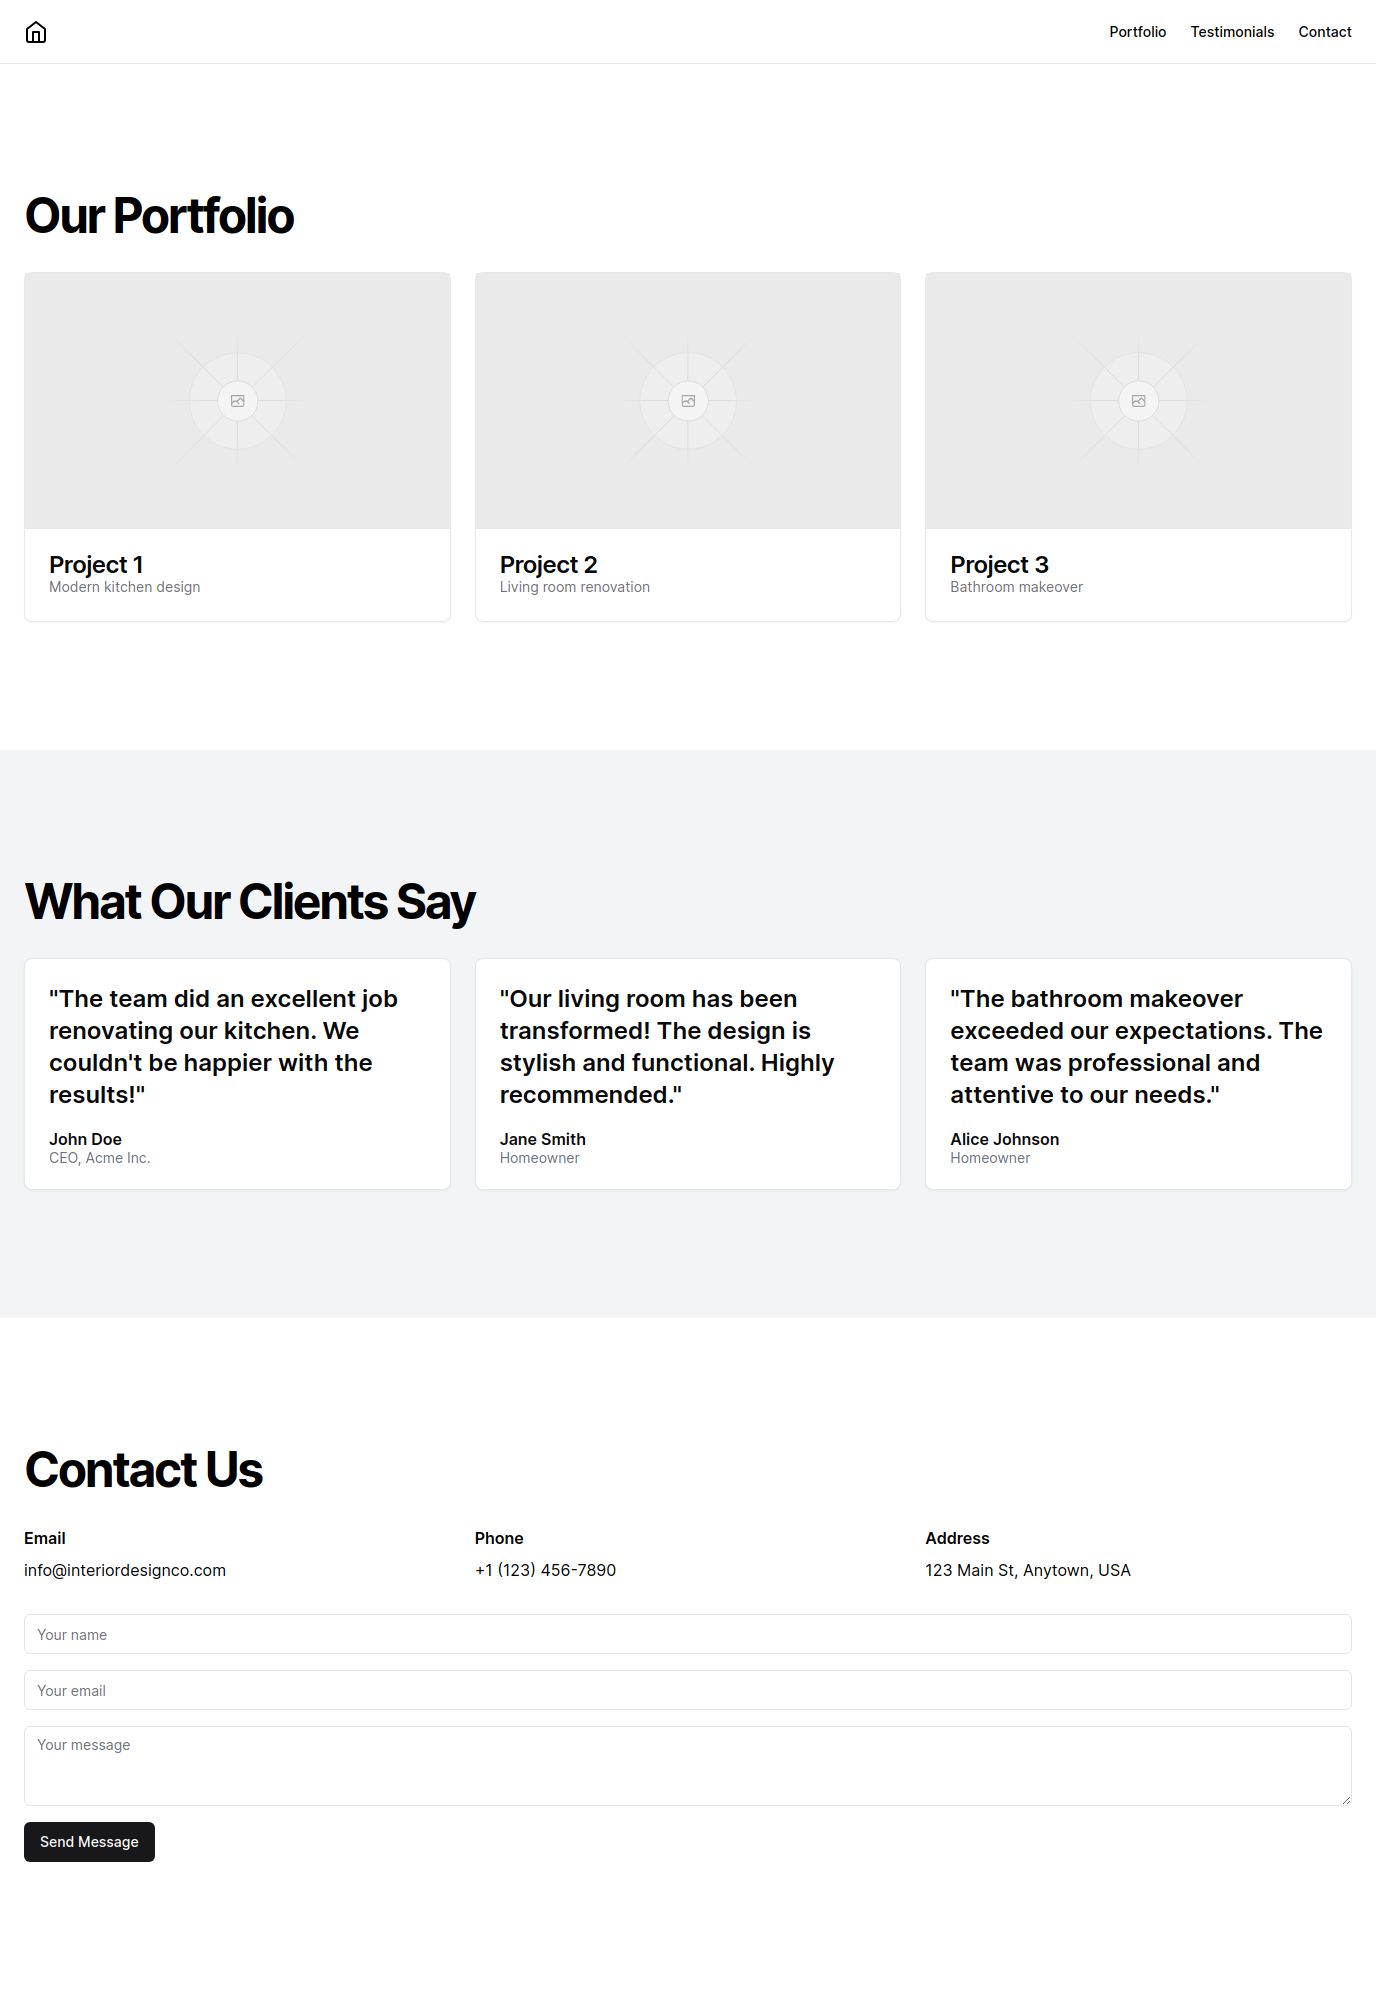 Portfolio Testimonials Contact
Our Portfolio
Project 1
Modern kitchen design
Project 2
Living room renovation
Project 3
Bathroom makeover
What Our Clients Say
"The team did an excellent job
renovating our kitchen. We
couldn't be happier with the
results!"
John Doe
CEO, Acme Inc.
"Our living room has been
transformed! The design is
stylish and functional. Highly
recommended."
Jane Smith
Homeowner
"The bathroom makeover
exceeded our expectations. The
team was professional and
attentive to our needs."
Alice Johnson
Homeowner
Contact Us
Email
info@interiordesignco.com
Phone
+1 (123) 456-7890
Address
123 Main St, Anytown, USA
Your name
Your email
Your message
Send Message